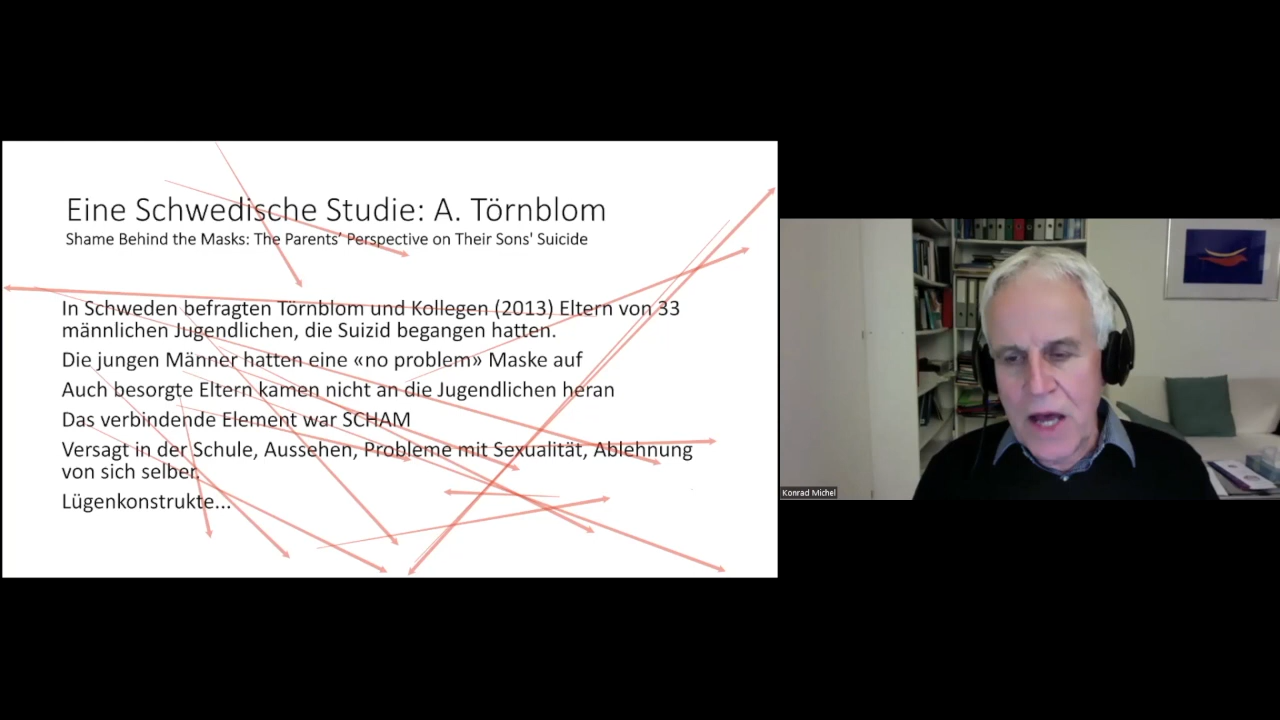 Eine Schwedische Studie: A. Törnblom
Shame Behind the Masks: The Parents’ Perspective on Their Sons' Suicide
In Schweden befragten Törnblom und Kollegen (2013) Eltern von 33
männlichen Jugendlichen, die Suizid begangen hatten.
Die jungen Männer hatten eine «no problem» Maske auf
Auch besorgte Eltern kamen nicht an die Jugendlichen heran
Das verbindende Element war SCHAM
Versagt in der Schule, Aussehen, Probleme mit Sexualität, Ablehnung
von sich selber.
Lügenkonstrukte...
Konrad Michel